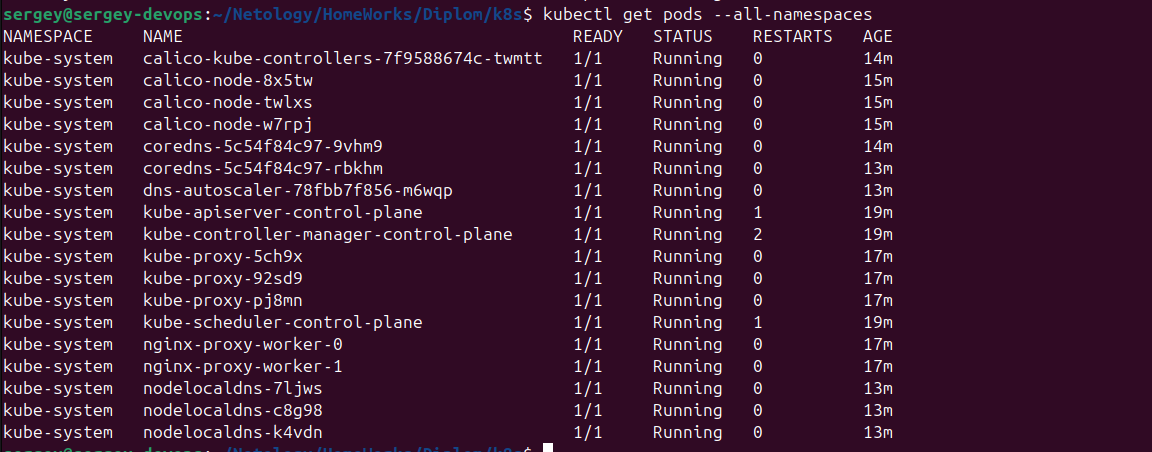 sergey@sergey-devops:~/Netology/HomeWorks/Diplom/k8s$ kubectl get pods --all-namespaces
NAMESPACE NAME READY STATUS RESTARTS AGE
kube-system calico-kube-controllers-7f9588674c-twmtt 1/1 Running 0 14m
kube-system calico-node-8x5tw 1/1 Running 0 15m
kube-system calico-node-twlxs 1/1 Running 0 15m
kube-system calico-node-w7rpj 1/1 Running 0 15m
kube-system coredns-5c54f84c97-9vhm9 1/1 Running 0 14m
kube-system coredns-5c54f84c97-rbkhm 1/1 Running 0 13m
kube-system dns-autoscaler-78fbb7f856-m6wqp 1/1 Running 0 13m
kube-system kube-apiserver-control-plane 1/1 Running 1 19m
kube-system kube-controller-manager-control-plane 1/1 Running 2 19m
kube-system kube-proxy-5ch9x 1/1 Running 0 17m
kube-system kube-proxy-92sd9 1/1 Running 0 17m
kube-system kube-proxy-pj8mn 1/1 Running 0 17m
kube-system kube-scheduler-control-plane 1/1 Running 1 19m
kube-system nginx-proxy-worker-0 1/1 Running 0 17m
kube-system nginx-proxy-worker-1 1/1 Running 0 17m
kube-system nodelocaldns-7ljws 1/1 Running 0 13m
kube-system nodelocaldns-c8g98 1/1 Running 0 13m
kube-system nodelocaldns-k4vdn 1/1 Running 0 13m
sergey@sergey-devops:~/Netology/HomeWorks/Diplom/k8s$